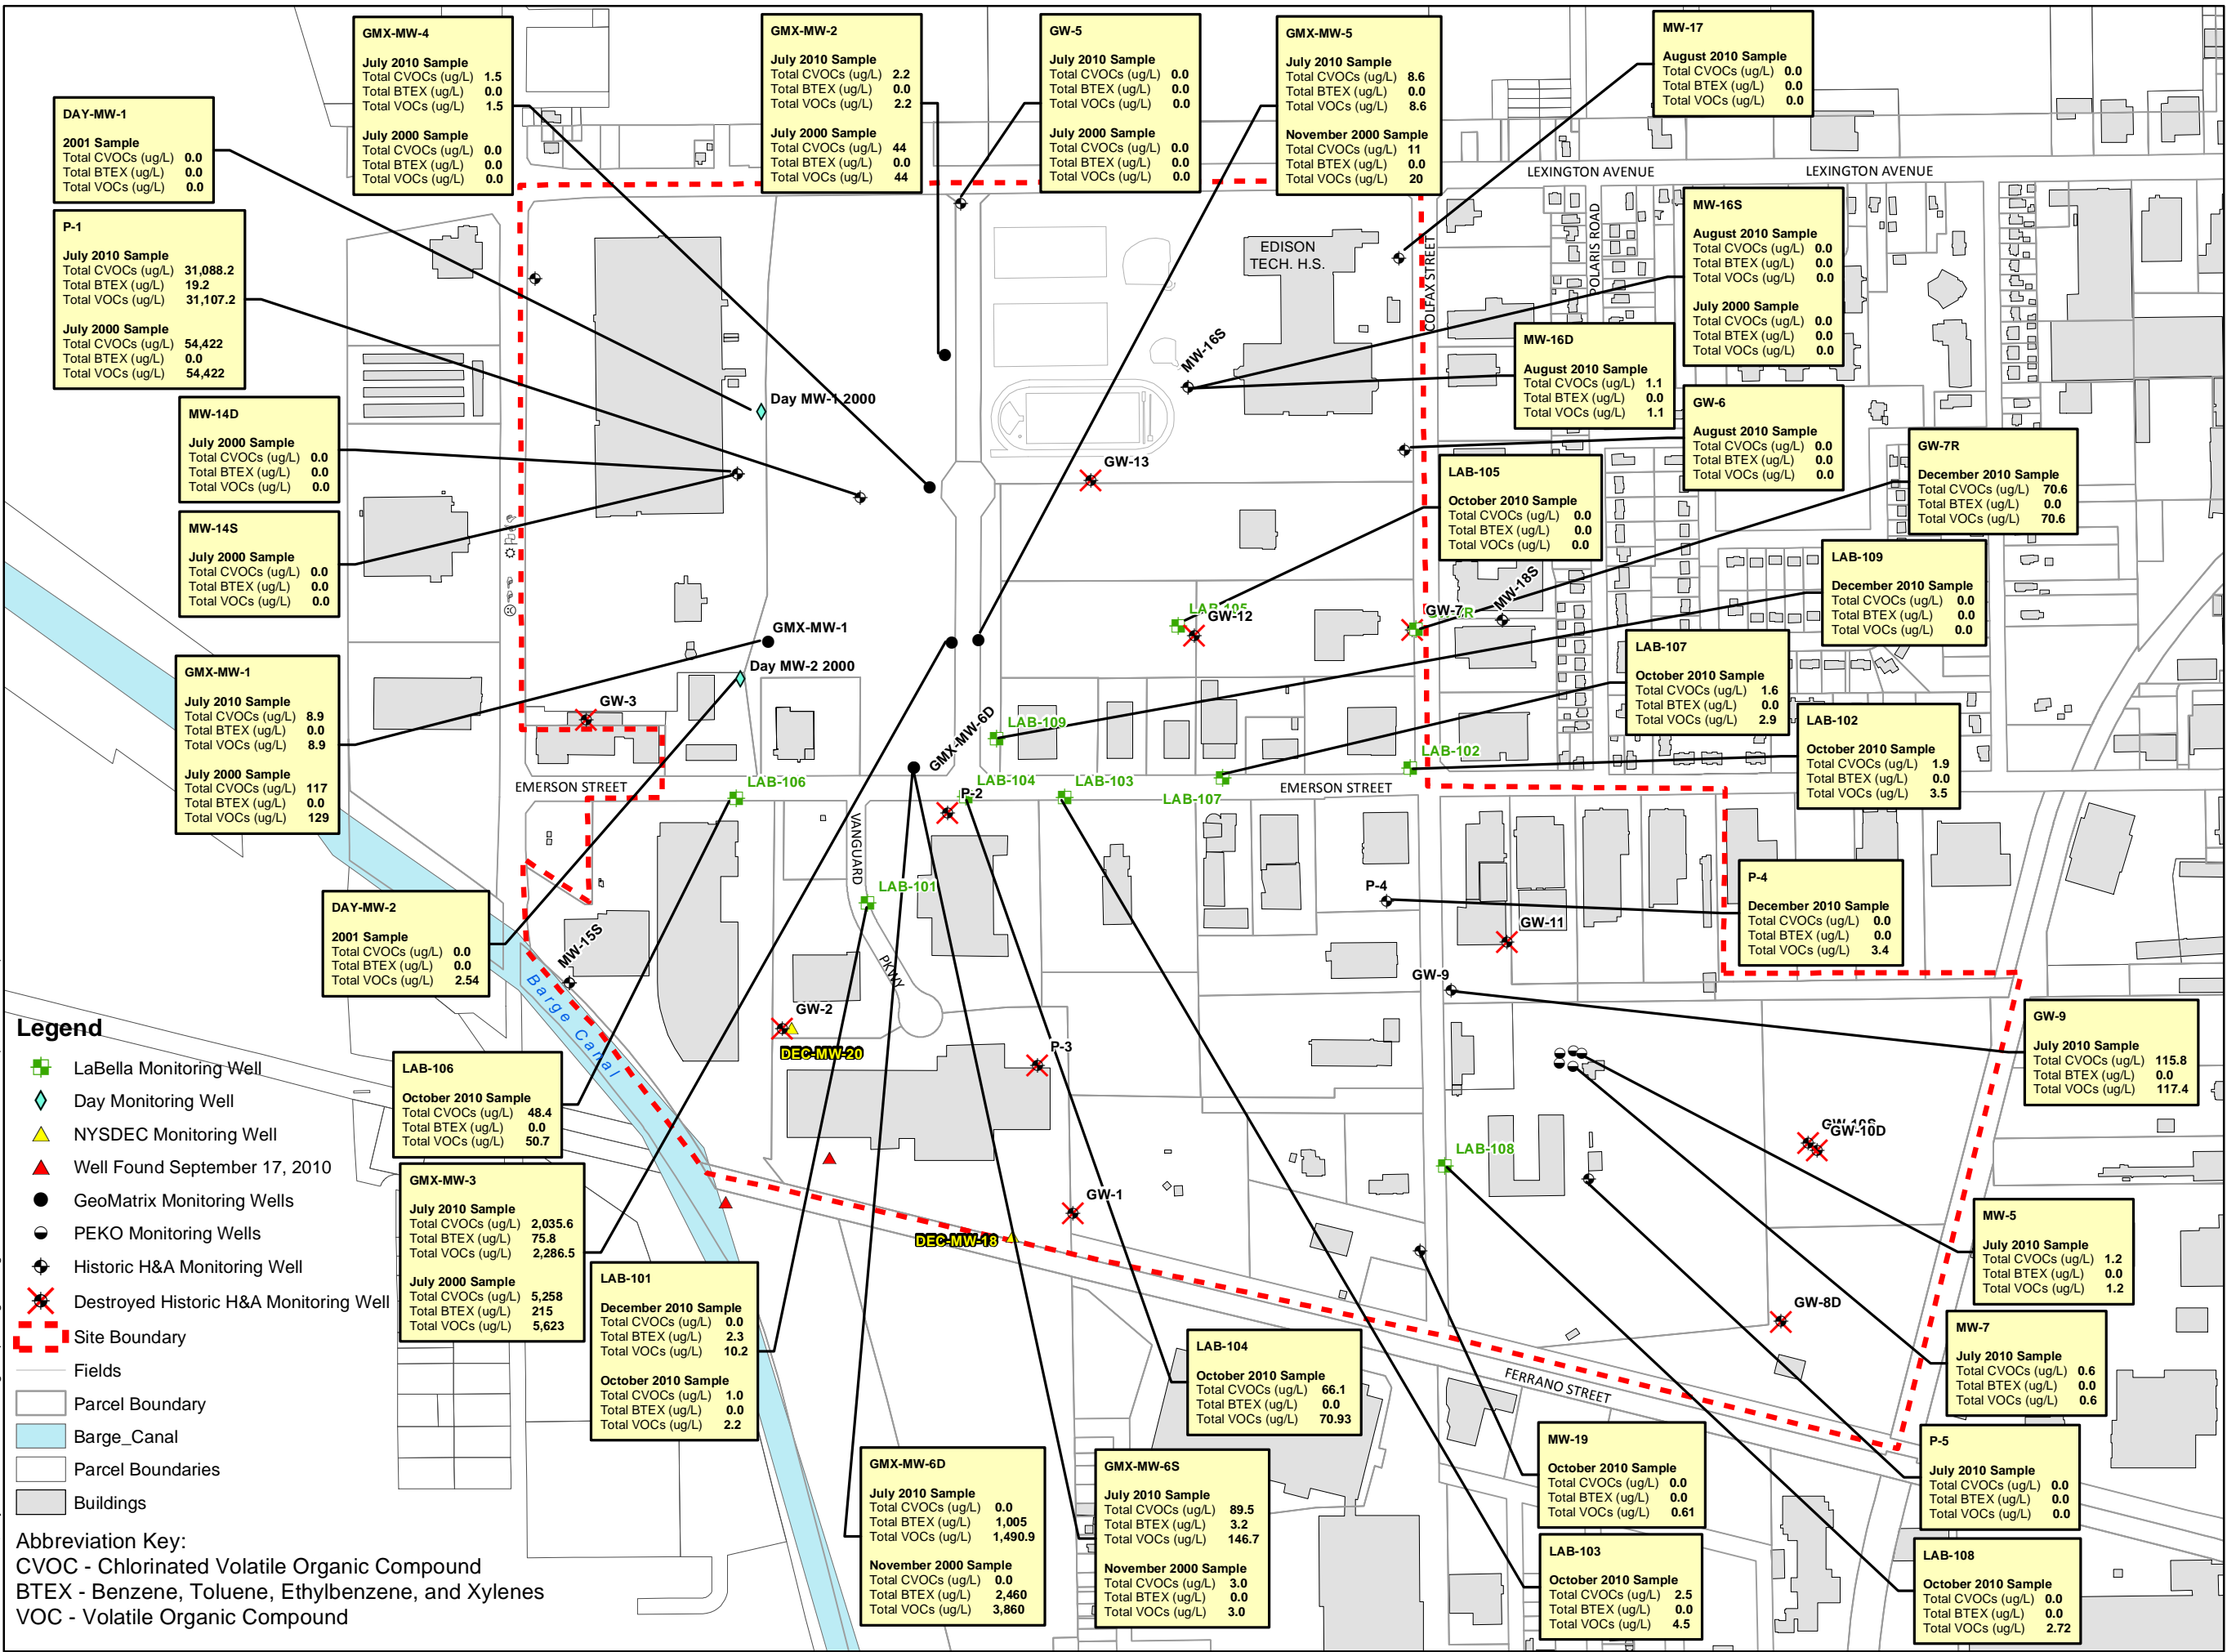 GMX-MW-4
July 2010 Sample
Total CVOCs (ug/L) 1.5
Total BTEX (ug/L) 0.0
Total VOCs (ug/L) 1.5
July 2000 Sample
Total CVOCs (ug/L) 0.0
Total BTEX (ug/L) 0.0
Total VOCs (ug/L) 0.0
GMX-MW-2
July 2010 Sample
Total CVOCs (ug/L) 2.2
Total BTEX (ug/L) 0.0
Total VOCs (ug/L) 2.2
July 2000 Sample
Total CVOCs (ug/L) 44
Total BTEX (ug/L) 0.0
Total VOCs (ug/L) 44
GW-5
July 2010 Sample
Total CVOCs (ug/L) 0.0
Total BTEX (ug/L) 0.0
Total VOCs (ug/L) 0.0
July 2000 Sample
Total CVOCs (ug/L) 0.0
Total BTEX (ug/L) 0.0
Total VOCs (ug/L) 0.0
GMX-MW-5
July 2010 Sample
Total CVOCs (ug/L) 8.6
Total BTEX (ug/L) 0.0
Total VOCs (ug/L) 8.6
November 2000 Sample
Total CVOCs (ug/L) 11
Total BTEX (ug/L) 0.0
Total VOCs (ug/L) 20
MW-17
August 2010 Sample
Total CVOCs (ug/L) 0.0
Total BTEX (ug/L) 0.0
Total VOCs (ug/L) 0.0
DAY-MW-1
2001 Sample
Total CVOCs (ug/L) 0.0
Total BTEX (ug/L) 0.0
Total VOCs (ug/L) 0.0
LEXINGTON AVENUE
LEXINGTON AVENUE
P-1
July 2010 Sample
Total CVOCs (ug/L) 31,088.2
Total BTEX (ug/L) 19.2
Total VOCs (ug/L) 31,107.2
July 2000 Sample
Total CVOCs (ug/L) 54,422
Total BTEX (ug/L) 0.0
Total VOCs (ug/L) 54,422
EDISON
TECH. H.S.
COLFAX STREET
POLARIS ROAD
MW-16S
August 2010 Sample
Total CVOCs (ug/L) 0.0
Total BTEX (ug/L) 0.0
Total VOCs (ug/L) 0.0
July 2000 Sample
Total CVOCs (ug/L) 0.0
Total BTEX (ug/L) 0.0
Total VOCs (ug/L) 0.0
MW-16S
MW-16D
August 2010 Sample
Total CVOCs (ug/L) 1.1
Total BTEX (ug/L) 0.0
Total VOCs (ug/L) 1.1
GW-6
August 2010 Sample
Total CVOCs (ug/L) 0.0
Total BTEX (ug/L) 0.0
Total VOCs (ug/L) 0.0
Day MW-1 2000
MW-14D
July 2000 Sample
Total CVOCs (ug/L) 0.0
Total BTEX (ug/L) 0.0
Total VOCs (ug/L) 0.0
GW-13
LAB-105
October 2010 Sample
Total CVOCs (ug/L) 0.0
Total BTEX (ug/L) 0.0
Total VOCs (ug/L) 0.0
GW-7R
December 2010 Sample
Total CVOCs (ug/L) 70.6
Total BTEX (ug/L) 0.0
Total VOCs (ug/L) 70.6
MW-14S
July 2000 Sample
Total CVOCs (ug/L) 0.0
Total BTEX (ug/L) 0.0
Total VOCs (ug/L) 0.0
LAB-109
December 2010 Sample
Total CVOCs (ug/L) 0.0
Total BTEX (ug/L) 0.0
Total VOCs (ug/L) 0.0
LAB-105
GW-12
GW-7
MW-18S
GMX-MW-1
Day MW-2 2000
LAB-107
October 2010 Sample
Total CVOCs (ug/L) 1.6
Total BTEX (ug/L) 0.0
Total VOCs (ug/L) 2.9
GMX-MW-1
July 2010 Sample
Total CVOCs (ug/L) 8.9
Total BTEX (ug/L) 0.0
Total VOCs (ug/L) 8.9
July 2000 Sample
Total CVOCs (ug/L) 117
Total BTEX (ug/L) 0.0
Total VOCs (ug/L) 129
GW-3
GMX-MW-6D
LAB-109
LAB-102
October 2010 Sample
Total CVOCs (ug/L) 1.9
Total BTEX (ug/L) 0.0
Total VOCs (ug/L) 3.5
LAB-102
EMERSON STREET
LAB-106
LAB-104
LAB-103
P-2
LAB-107
EMERSON STREET
VANGUARD
PKWY
LAB-101
P-4
P-4
December 2010 Sample
Total CVOCs (ug/L) 0.0
Total BTEX (ug/L) 0.0
Total VOCs (ug/L) 3.4
GW-11
DAY-MW-2
2001 Sample
Total CVOCs (ug/L) 0.0
Total BTEX (ug/L) 0.0
Total VOCs (ug/L) 2.54
MW-15S
Barge Canal
GW-9
GW-2
DEC-MW-20
P-3
GW-9
July 2010 Sample
Total CVOCs (ug/L) 115.8
Total BTEX (ug/L) 0.0
Total VOCs (ug/L) 117.4
GW-10S
GW-10D
LAB-108
Legend
LaBella Monitoring Well
Day Monitoring Well
NYSDEC Monitoring Well
Well Found September 17, 2010
GeoMatrix Monitoring Wells
PEKO Monitoring Wells
Historic H&A Monitoring Well
Destroyed Historic H&A Monitoring Well
Site Boundary
Fields
Parcel Boundary
Barge_Canal
Parcel Boundaries
Buildings
Abbreviation Key:
CVOC - Chlorinated Volatile Organic Compound
BTEX - Benzene, Toluene, Ethylbenzene, and Xylenes
VOC - Volatile Organic Compound
LAB-106
October 2010 Sample
Total CVOCs (ug/L) 48.4
Total BTEX (ug/L) 0.0
Total VOCs (ug/L) 50.7
GMX-MW-3
July 2010 Sample
Total CVOCs (ug/L) 2,035.6
Total BTEX (ug/L) 75.8
Total VOCs (ug/L) 2,286.5
July 2000 Sample
Total CVOCs (ug/L) 5,258
Total BTEX (ug/L) 215
Total VOCs (ug/L) 5,623
GW-1
DEC-MW-18
MW-5
July 2010 Sample
Total CVOCs (ug/L) 1.2
Total BTEX (ug/L) 0.0
Total VOCs (ug/L) 1.2
LAB-101
December 2010 Sample
Total CVOCs (ug/L) 0.0
Total BTEX (ug/L) 2.3
Total VOCs (ug/L) 10.2
October 2010 Sample
Total CVOCs (ug/L) 1.0
Total BTEX (ug/L) 0.0
Total VOCs (ug/L) 2.2
GW-8D
MW-7
July 2010 Sample
Total CVOCs (ug/L) 0.6
Total BTEX (ug/L) 0.0
Total VOCs (ug/L) 0.6
LAB-104
October 2010 Sample
Total CVOCs (ug/L) 66.1
Total BTEX (ug/L) 0.0
Total VOCs (ug/L) 70.93
FERRANO STREET
MW-19
October 2010 Sample
Total CVOCs (ug/L) 0.0
Total BTEX (ug/L) 0.0
Total VOCs (ug/L) 0.61
P-5
July 2010 Sample
Total CVOCs (ug/L) 0.0
Total BTEX (ug/L) 0.0
Total VOCs (ug/L) 0.0
GMX-MW-6D
July 2010 Sample
Total CVOCs (ug/L) 0.0
Total BTEX (ug/L) 1,005
Total VOCs (ug/L) 1,490.9
November 2000 Sample
Total CVOCs (ug/L) 0.0
Total BTEX (ug/L) 2,460
Total VOCs (ug/L) 3,860
GMX-MW-6S
July 2010 Sample
Total CVOCs (ug/L) 89.5
Total BTEX (ug/L) 3.2
Total VOCs (ug/L) 146.7
November 2000 Sample
Total CVOCs (ug/L) 3.0
Total BTEX (ug/L) 0.0
Total VOCs (ug/L) 3.0
LAB-103
October 2010 Sample
Total CVOCs (ug/L) 2.5
Total BTEX (ug/L) 0.0
Total VOCs (ug/L) 4.5
LAB-108
October 2010 Sample
Total CVOCs (ug/L) 0.0
Total BTEX (ug/L) 0.0
Total VOCs (ug/L) 2.72